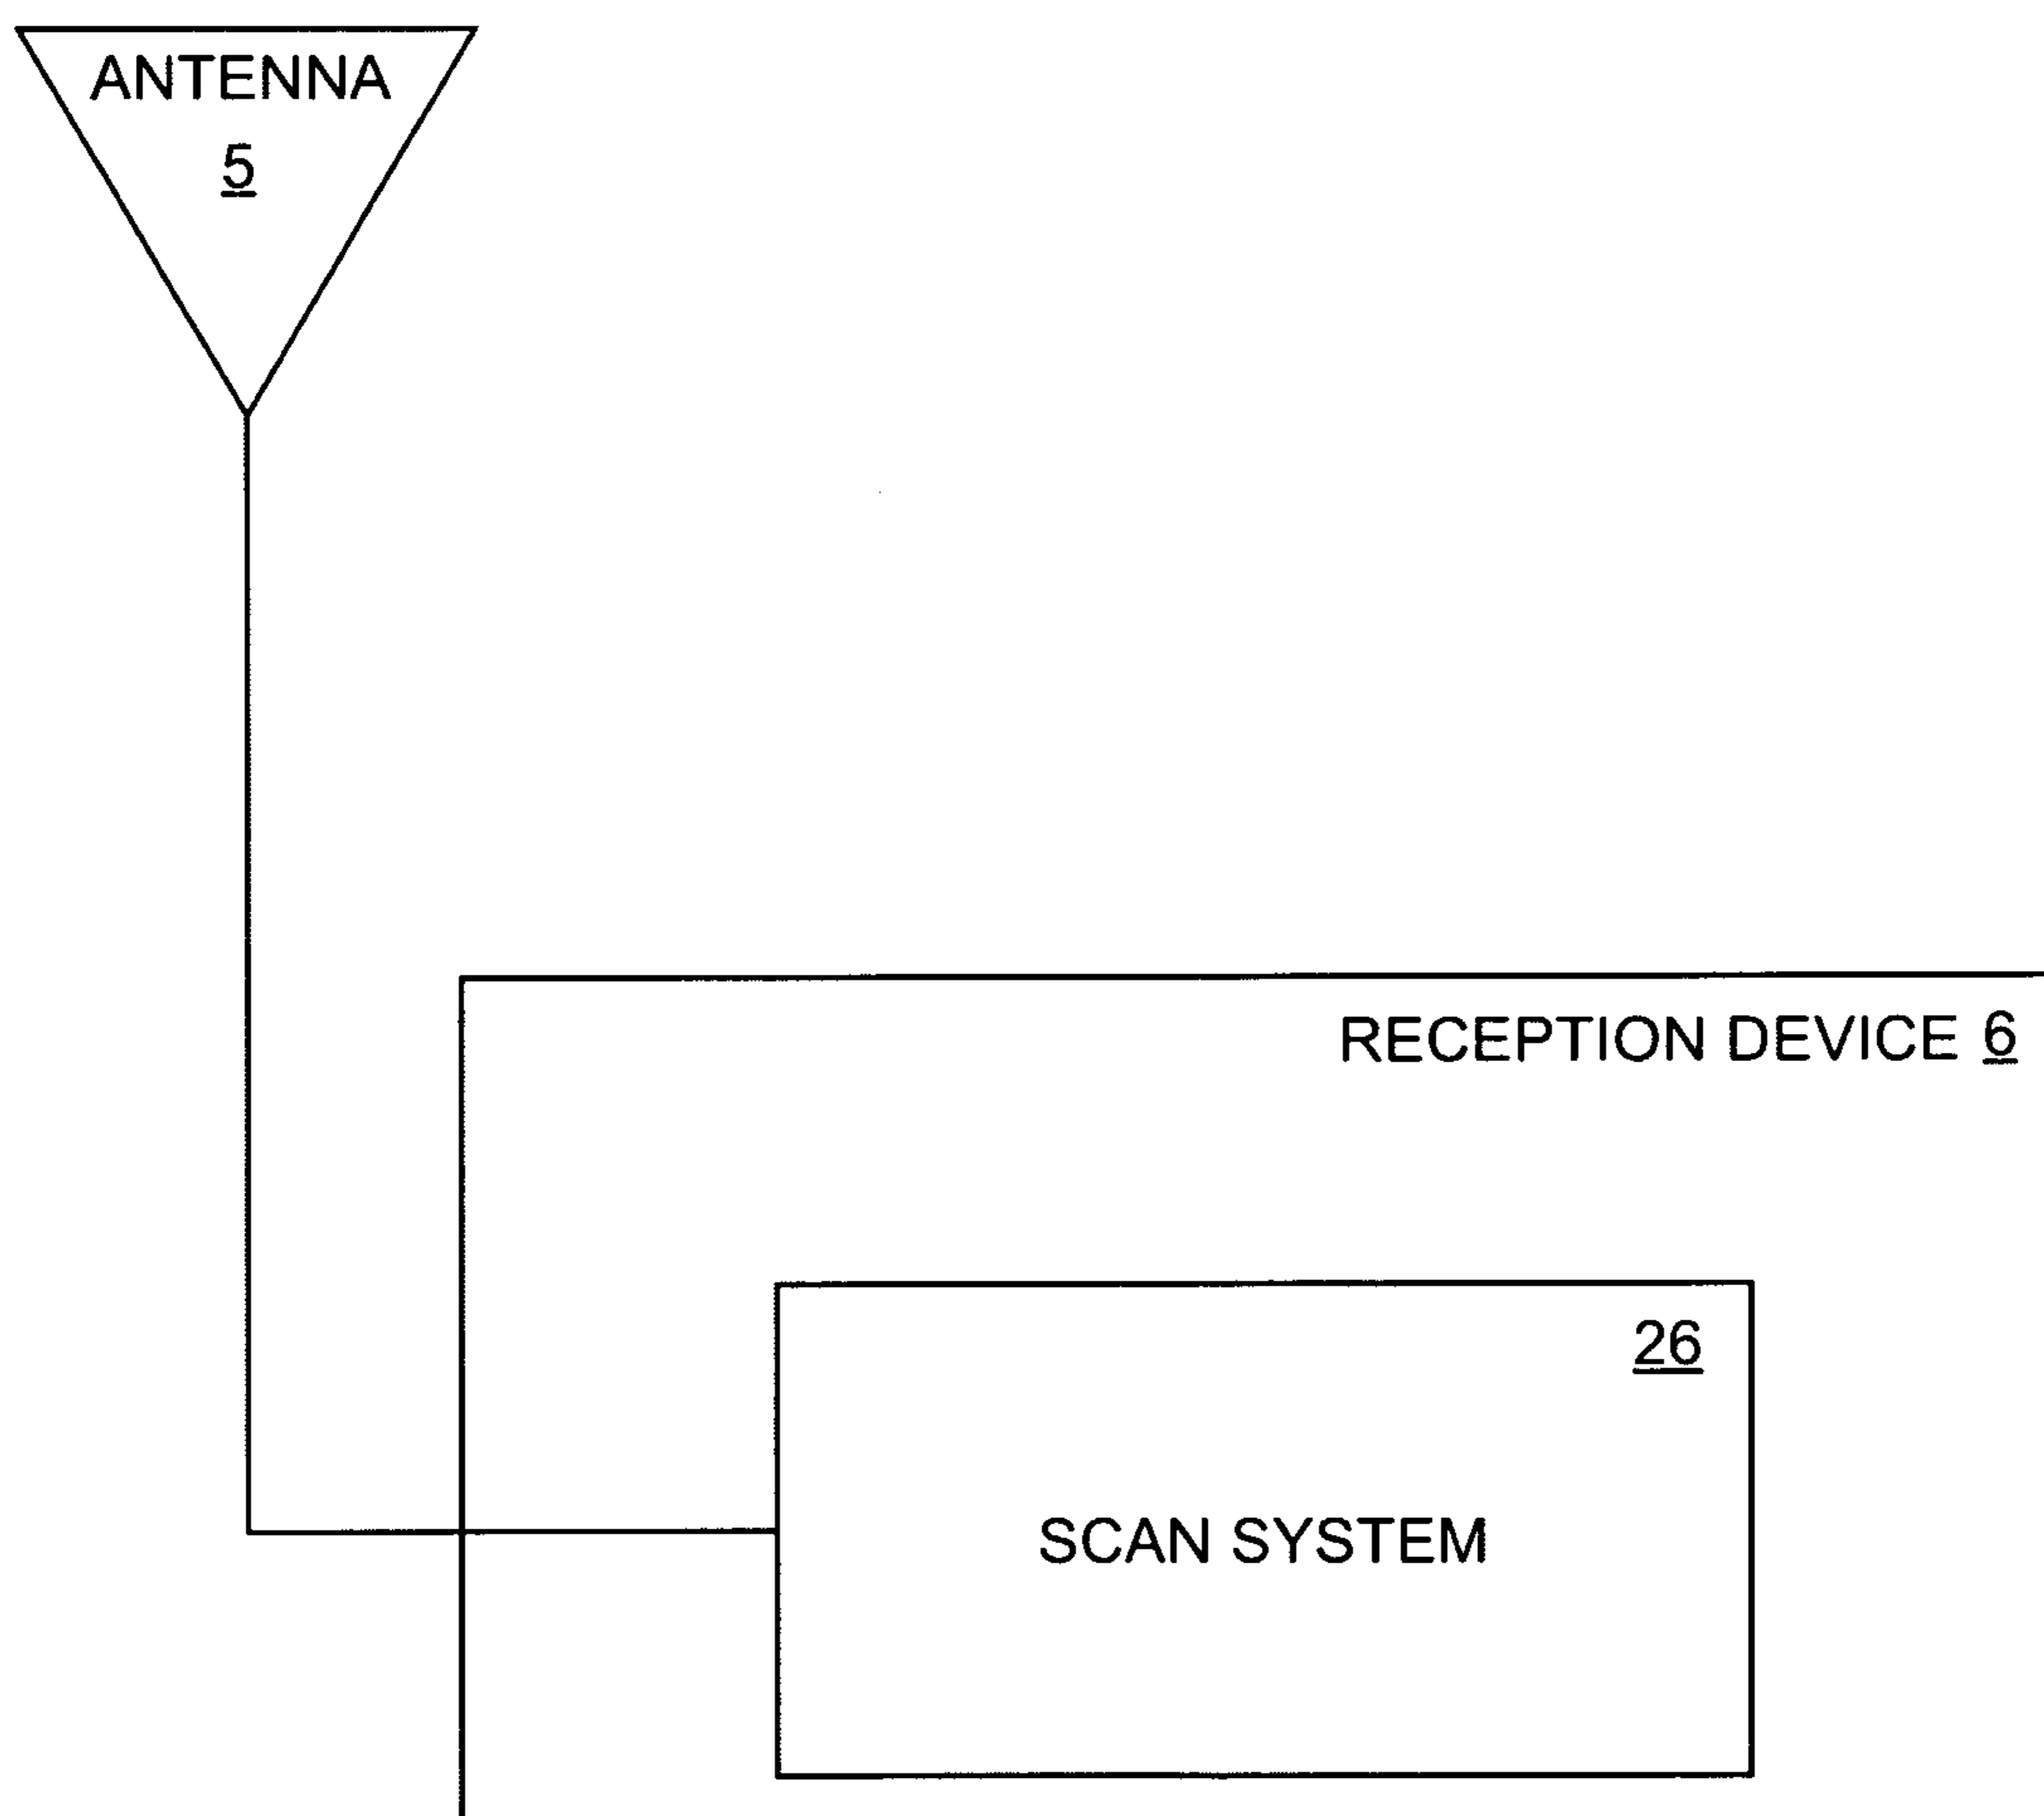 ANTENNA
5
RECEPTION DEVICE 6
26
SCAN SYSTEM